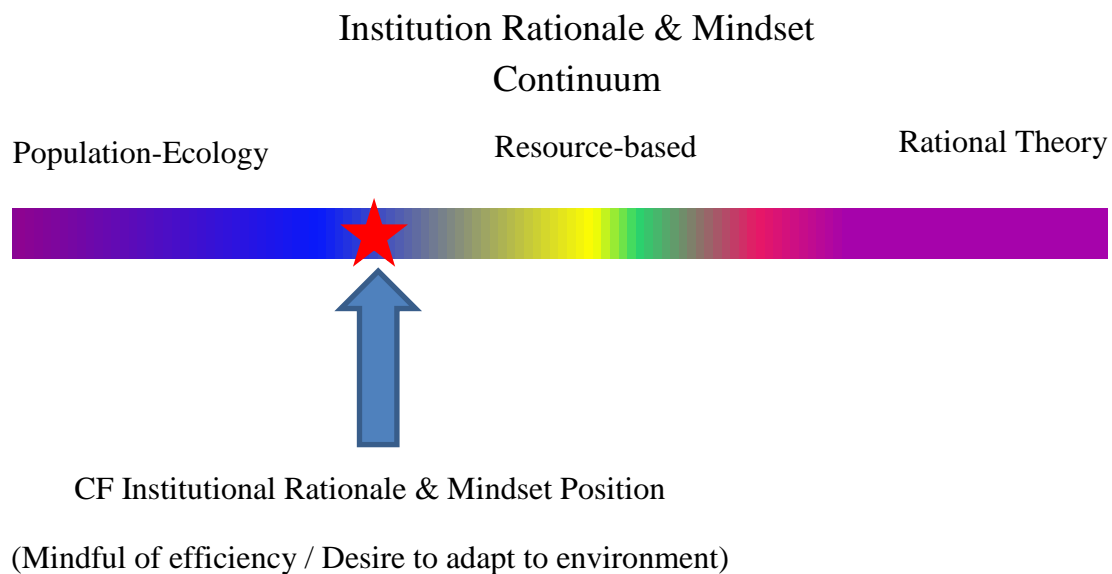 Institution Rationale & Mindset
Continuum
Population-Ecology
Resource-based
Rational Theory
CF Institutional Rationale & Mindset Position
(Mindful of efficiency / Desire to adapt to environment)